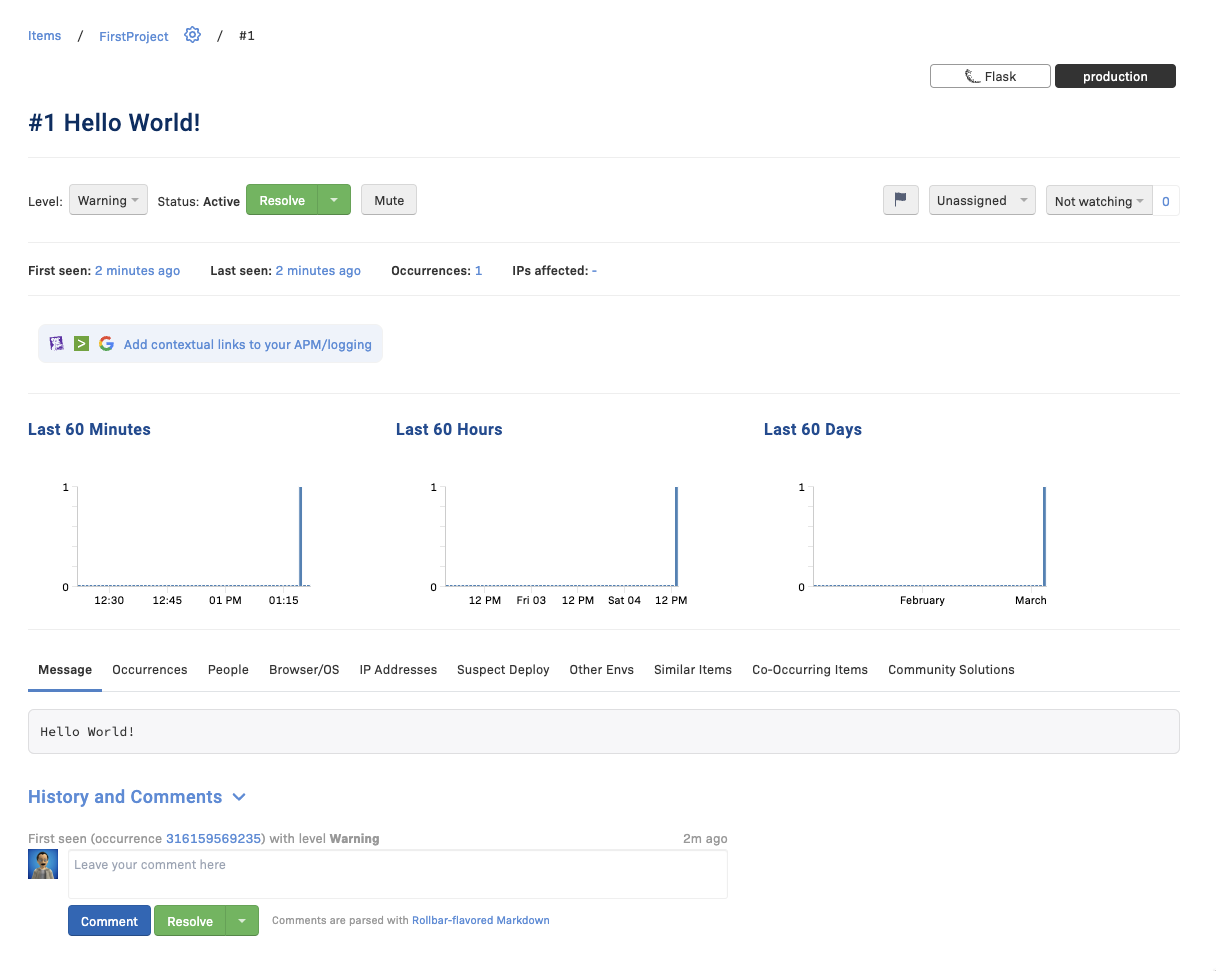 Items / FirstProject / #1
Flask production
#1 Hello World!
Level: Warning Status: Active Resolve Mute Unassigned Not watching 0
First seen: 2 minutes ago Last seen: 2 minutes ago Occurrences: 1 IPs affected: -
Add contextual links to your APM/logging
Last 60 Minutes Last 60 Hours Last 60 Days
1 1 1
0 0 0
12:30 12:45 01 PM 01:15 12 PM Fri 03 12 PM Sat 04 12 PM February March
Message Occurrences People Browser/OS IP Addresses Suspect Deploy Other Envs Similar Items Co-Occurring Items Community Solutions
Hello World!
History and Comments
First seen (occurrence 316159569235) with level Warning 2m ago
Leave your comment here
Comment Resolve Comments are parsed with Rollbar-flavored Markdown